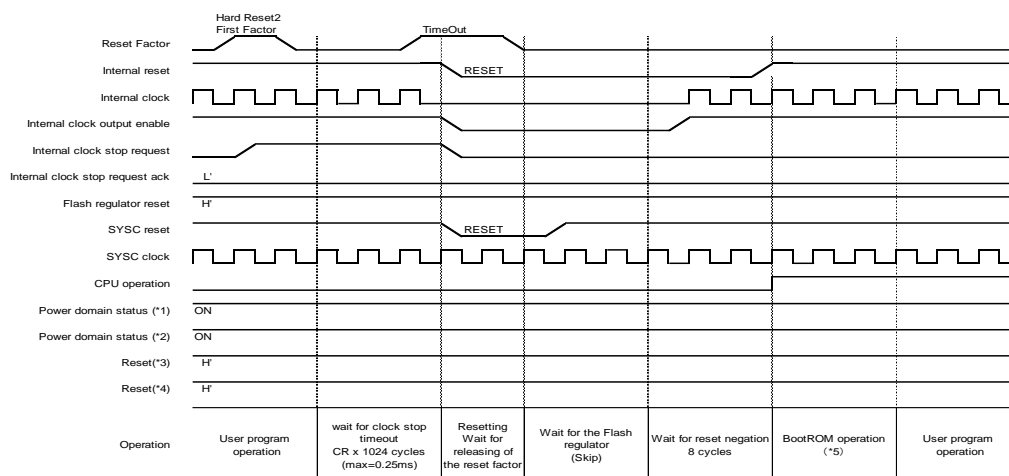 Hard Reset2
First Factor
TimeOut
Reset Factor
Internal reset
RESET
Internal clock
Internal clock output enable
Internal clock stop request
Internal clock stop request ack
L'
Flash regulator reset
H'
SYSC reset
RESET
SYSC clock
CPU operation
Power domain status (*1)
ON
Power domain status (*2)
ON
Reset(*3)
H'
Reset(*4)
H'
Operation
User program
operation
wait for clock stop
timeout
CR x 1024 cycles
(max=0.25ms)
Resetting
Wait for
releasing of
the reset factor
Wait for the Flash
regulator
(Skip)
Wait for reset negation
8 cycles
BootROM operation
(*5)
User program
operation